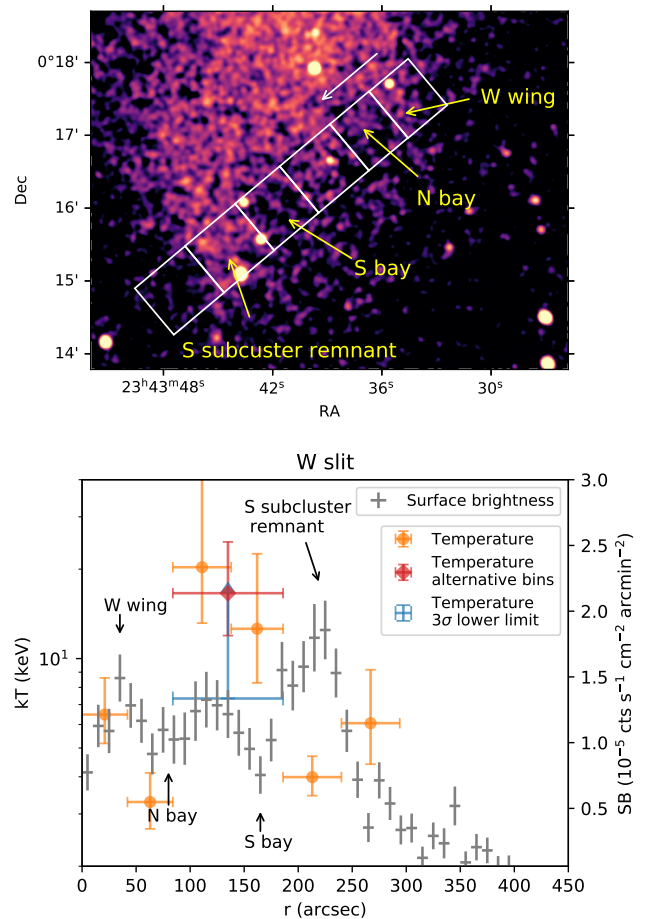 0°18'
17'
16'
15'
14'
Dec
W wing
N bay
S bay
S subcuster remnant
23ʰ43ᵐ48ˢ 42ˢ 36ˢ 30ˢ
RA
W slit
S subcluster
remnant
Surface brightness
Temperature
Temperature
alternative bins
Temperature
3σ lower limit
W wing
N bay
S bay
10¹
kT (keV)
3.0
2.5
2.0
1.5
1.0
0.5
SB (10⁻⁵ cts s⁻¹ cm⁻² arcmin⁻²)
0 50 100 150 200 250 300 350 400 450
r (arcsec)